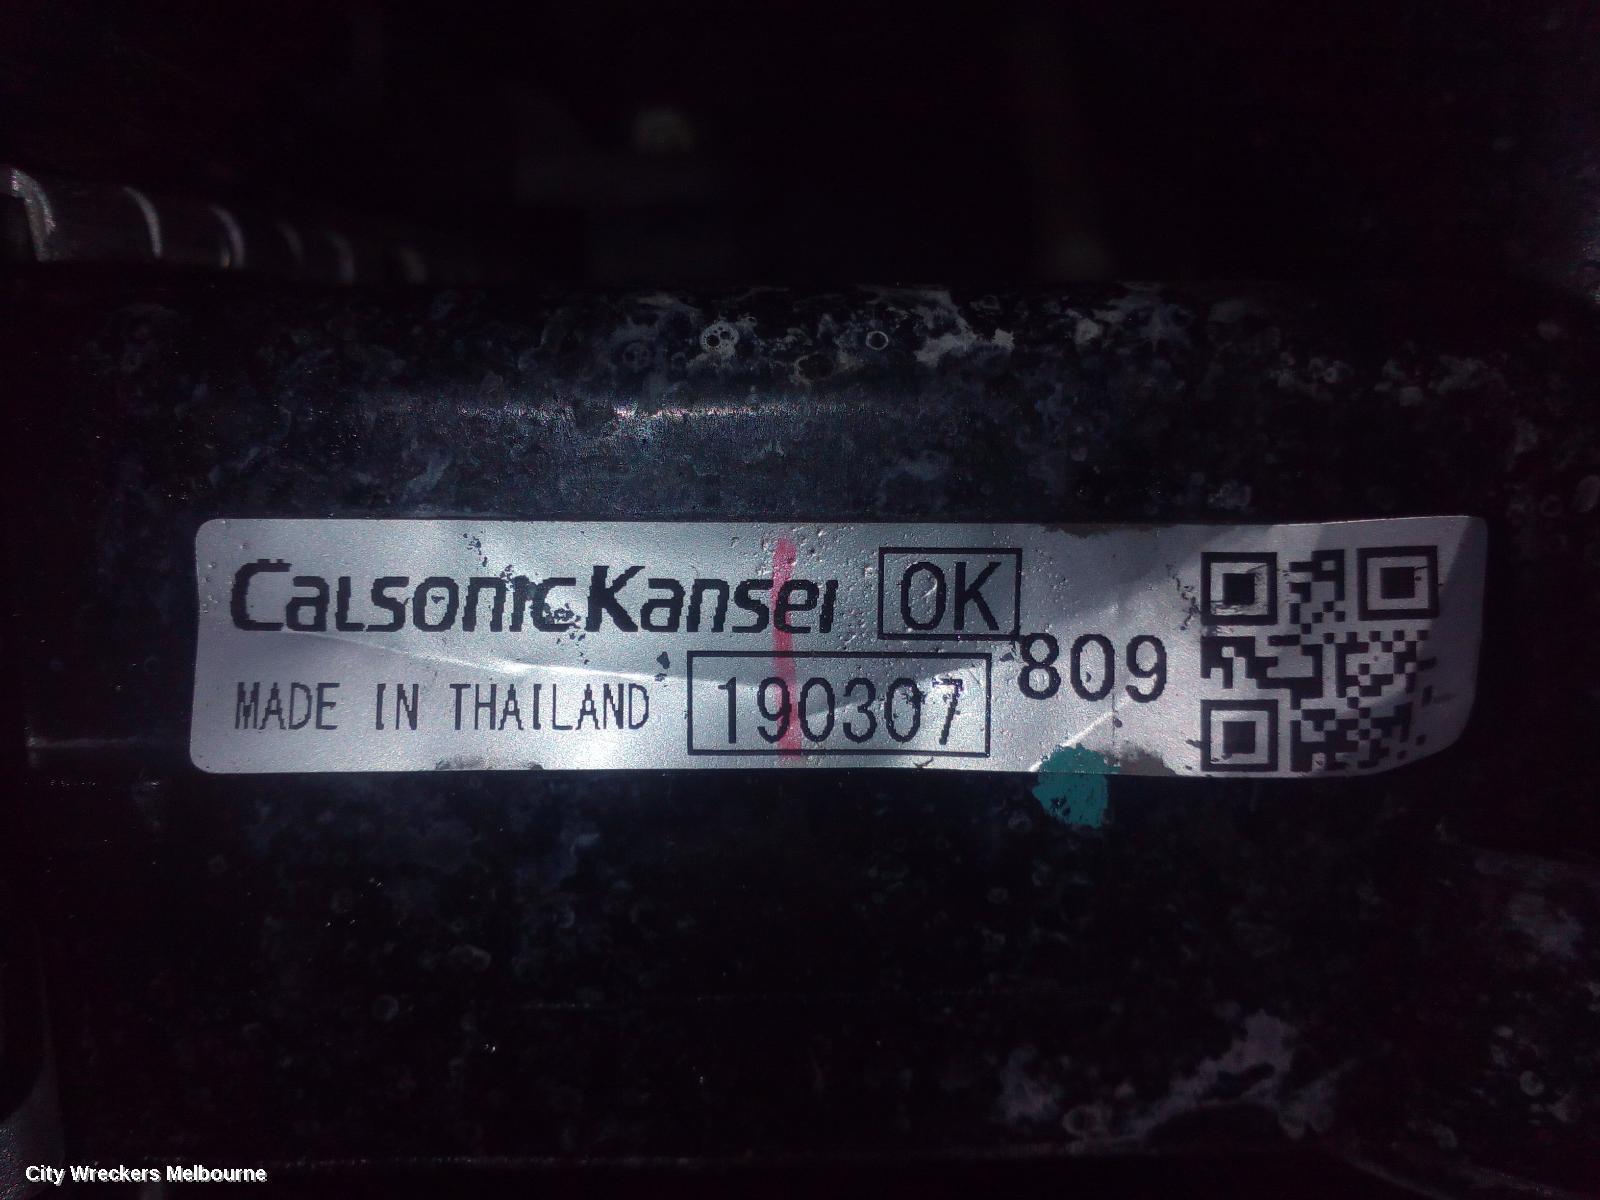 CalsonicKansei OK
MADE IN THAILAND 190307 809
City Wreckers Melbourne